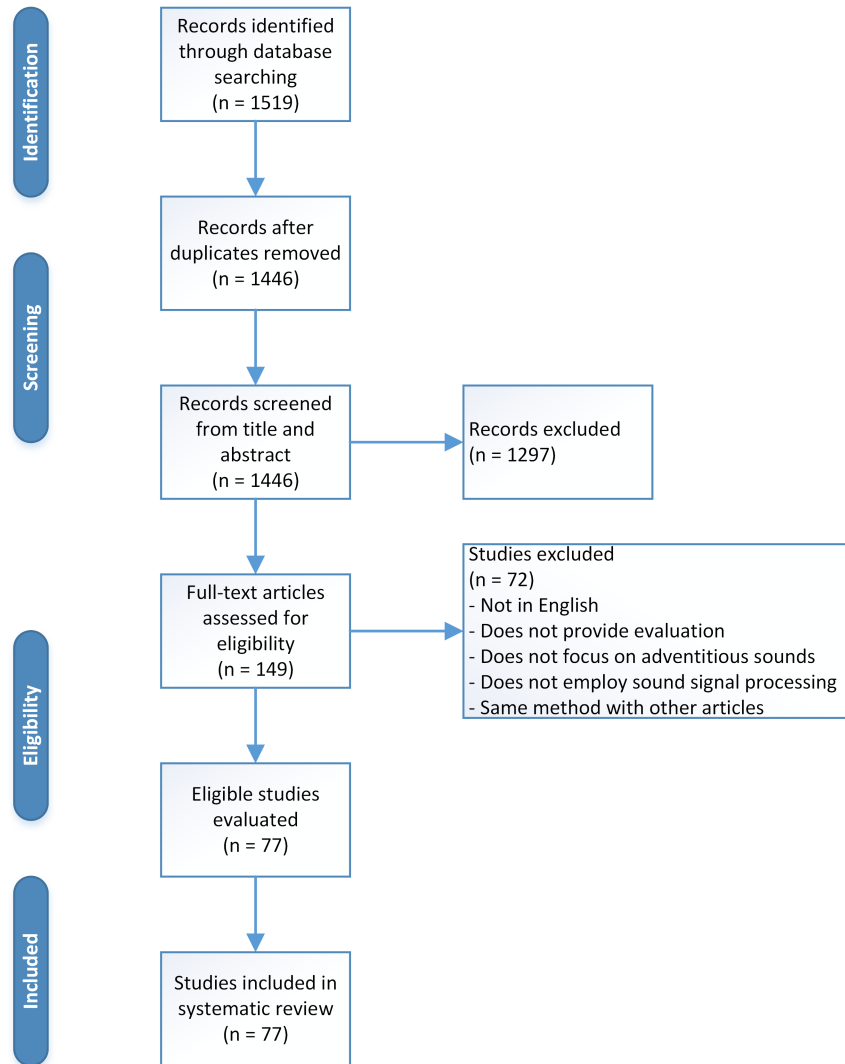 Identification
Records identified
through database
searching
(n = 1519)
Records after
duplicates removed
(n = 1446)
Screening
Records screened
from title and
abstract
(n = 1446)
Records excluded
(n = 1297)
Eligibility
Full-text articles
assessed for
eligibility
(n = 149)
Studies excluded
(n = 72)
- Not in English
- Does not provide evaluation
- Does not focus on adventitious sounds
- Does not employ sound signal processing
- Same method with other articles
Eligible studies
evaluated
(n = 77)
Included
Studies included in
systematic review
(n = 77)